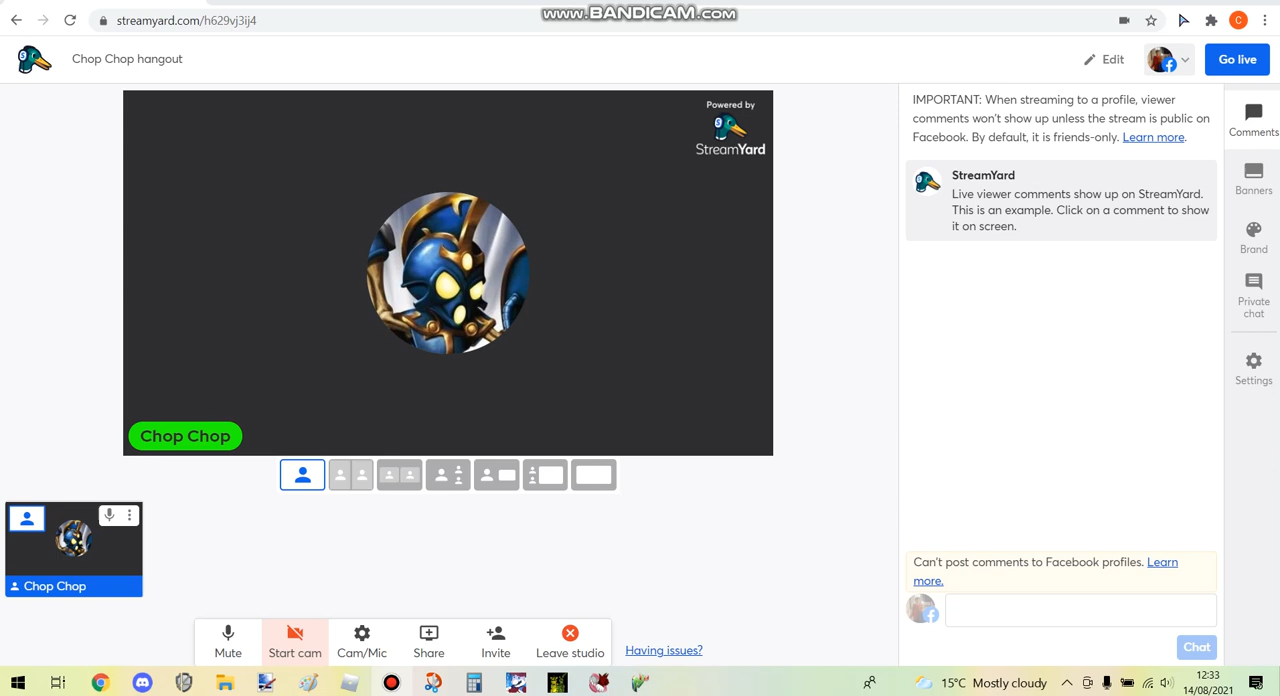 www.BANDICAM.com
streamyard.com/h629vj3ij4
C
Chop Chop hangout
Edit
Go live
Powered by
StreamYard
Chop Chop
IMPORTANT: When streaming to a profile, viewer
comments won't show up unless the stream is public on
Facebook. By default, it is friends-only. Learn more.
StreamYard
Live viewer comments show up on StreamYard.
This is an example. Click on a comment to show
it on screen.
Comments
Banners
Brand
Private
chat
Settings
Chop Chop
Can't post comments to Facebook profiles. Learn
more.
Chat
Mute
Start cam
Cam/Mic
Share
Invite
Leave studio
Having issues?
15°C Mostly cloudy
12:33
14/08/2021